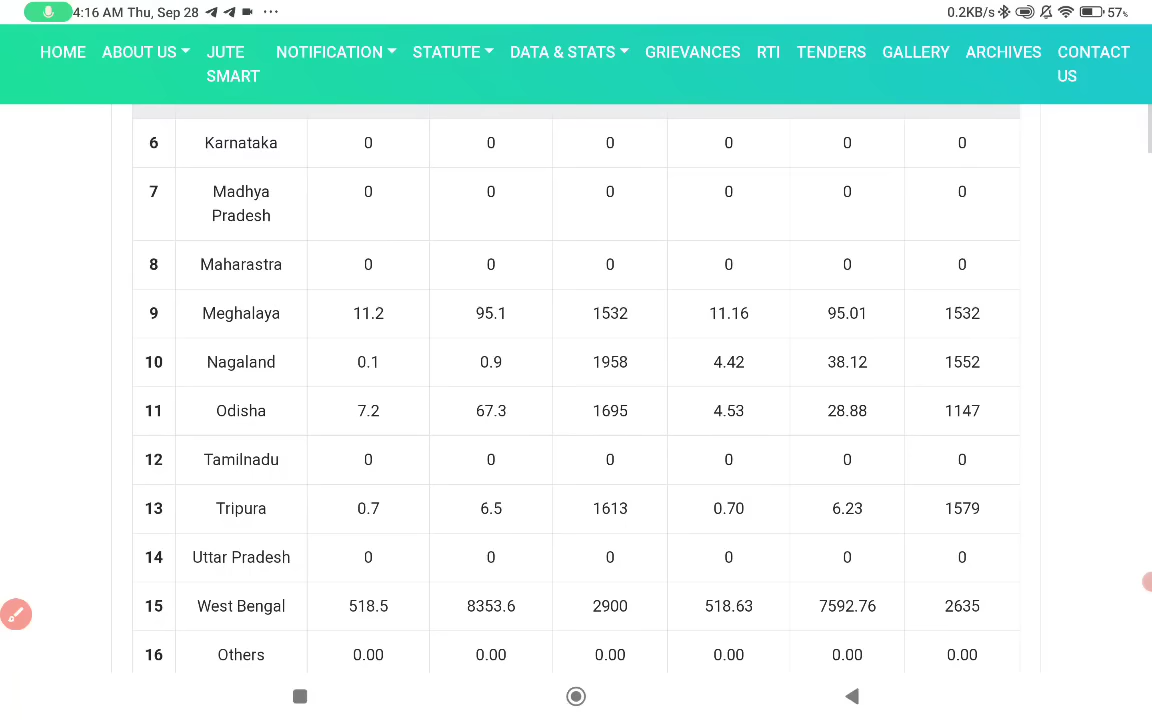 4:16 AM Thu, Sep 28 ··· 0.2KB/s 57%
HOME ABOUT US JUTE SMART NOTIFICATION STATUTE DATA & STATS GRIEVANCES RTI TENDERS GALLERY ARCHIVES CONTACT US
6 Karnataka 0 0 0 0 0 0
7 Madhya Pradesh 0 0 0 0 0 0
8 Maharastra 0 0 0 0 0 0
9 Meghalaya 11.2 95.1 1532 11.16 95.01 1532
10 Nagaland 0.1 0.9 1958 4.42 38.12 1552
11 Odisha 7.2 67.3 1695 4.53 28.88 1147
12 Tamilnadu 0 0 0 0 0 0
13 Tripura 0.7 6.5 1613 0.70 6.23 1579
14 Uttar Pradesh 0 0 0 0 0 0
15 West Bengal 518.5 8353.6 2900 518.63 7592.76 2635
16 Others 0.00 0.00 0.00 0.00 0.00 0.00